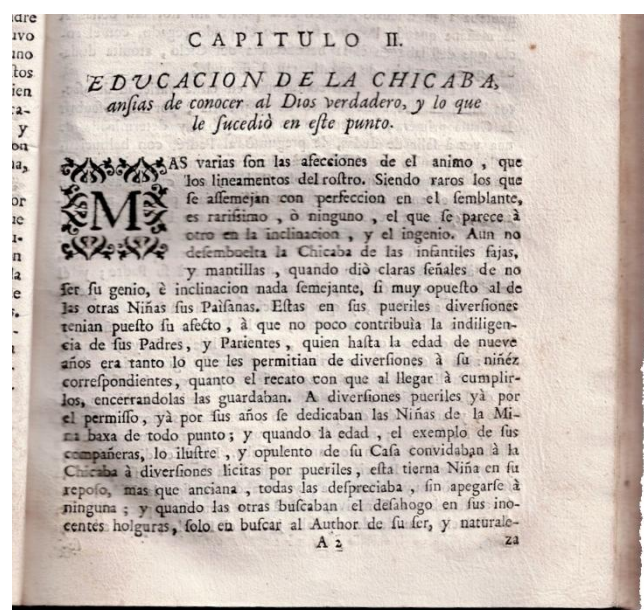 CAPITULO II.
EDVCACION DE LA CHICABA,
anſias de conocer al Dios verdadero, y lo que
le ſucediò en eſte punto.
MAS varias ſon las afecciones de el animo , que
los lineamentos del roſtro. Siendo raros los que
ſe aſſemejan con perfeccion en el ſemblante,
es rariſsimo , ò ninguno , el que ſe parece à
otro en la inclinacion , y el ingenio. Aun no
deſembuelta la Chicaba de las infantiles fajas,
y mantillas , quando diò claras ſeñales de no
ſer ſu genio, è inclinacion nada ſemejante, ſi muy opueſto al de
las otras Niñas ſus Paìſanas. Eſtas en ſus pueriles diverſiones
tenian pueſto ſu afecto , à que no poco contribuìa la indiligen-
cia de ſus Padres, y Parientes , quien haſta la edad de nueve
años era tanto lo que les permitian de diverſiones à ſu niñéz
correſpondientes, quanto el recato con que al llegar à cumplir-
los, encerrandolas las guardaban. A diverſiones pueriles yà por
el permiſſo, yà por ſus años ſe dedicaban las Niñas de la Mi-
na baxa de todo punto; y quando la edad , el exemplo de ſus
compañeras, lo iluſtre , y opulento de ſu Caſa convidaban à la
Chicaba à diverſiones licitas por pueriles, eſta tierna Niña en ſu
repoſo, mas que anciana , todas las deſpreciaba , ſin apegarſe à
ninguna ; y quando las otras buſcaban el deſahogo en ſus ino-
centes holguras, ſolo en buſcar al Author de ſu ſer, y naturale-
A 2 za